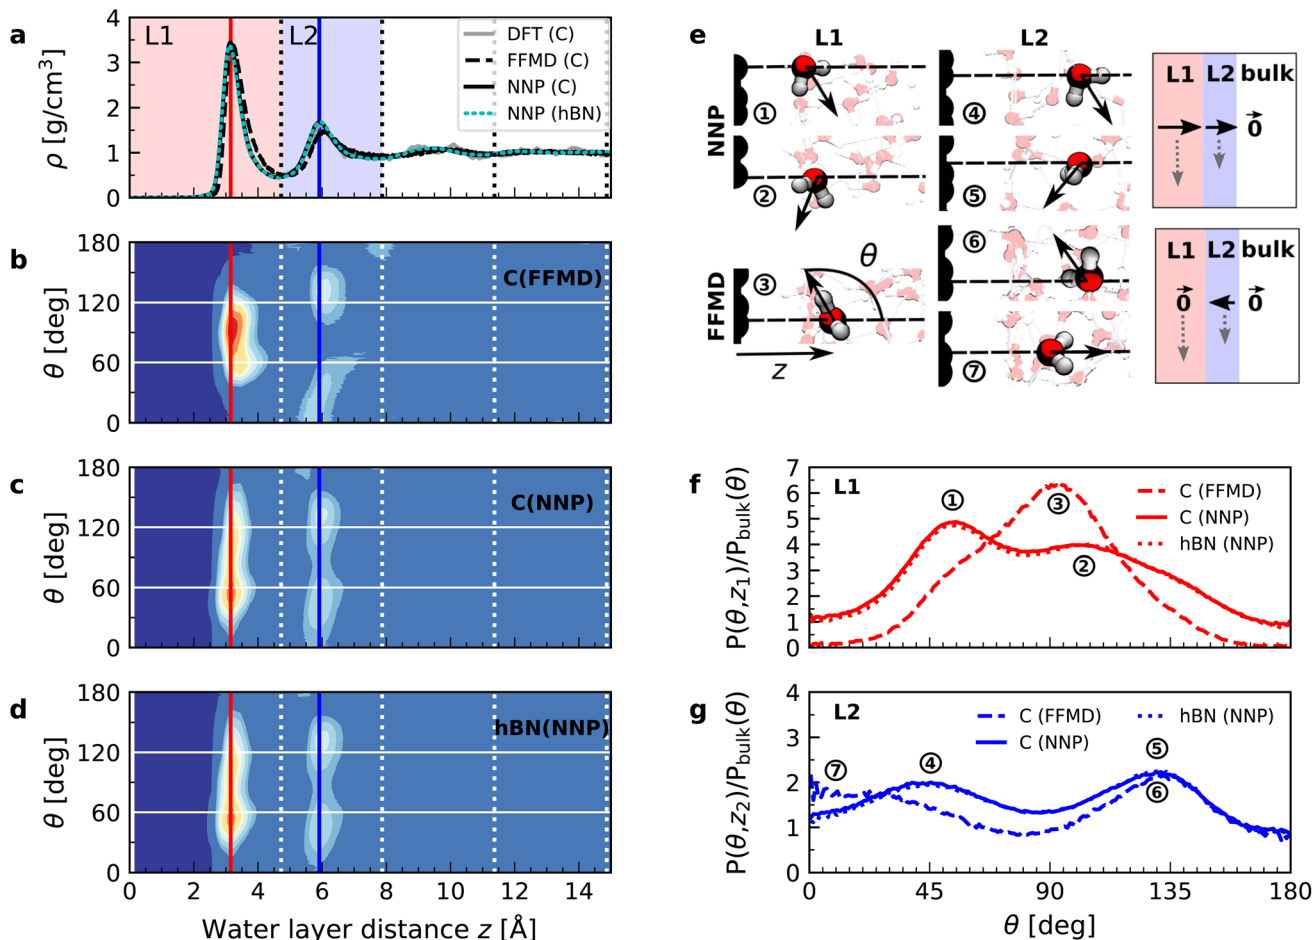 a
L1
L2
DFT (C)
FFMD (C)
NNP (C)
NNP (hBN)
ρ [g/cm³]
4
3
2
1
0
b
C(FFMD)
θ [deg]
180
120
60
0
c
C(NNP)
θ [deg]
180
120
60
0
d
hBN(NNP)
θ [deg]
180
120
60
0
0 2 4 6 8 10 12 14
Water layer distance z [Å]
e
L1
L2
NNP
①
②
④
⑤
FFMD
③
θ
z
⑥
⑦
L1 L2 bulk
0⃗
L1 L2 bulk
0⃗ 0⃗
f
L1
①
②
③
C (FFMD)
C (NNP)
hBN (NNP)
P(θ,z₁)/P_bulk(θ)
7
6
5
4
3
2
1
0
g
L2
C (FFMD)
C (NNP)
hBN (NNP)
⑦
④
⑤
⑥
P(θ,z₂)/P_bulk(θ)
4
3
2
1
0
0 45 90 135 180
θ [deg]